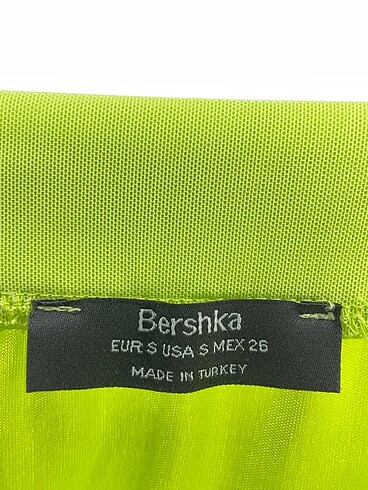 Bershka
EUR S USA S MEX 26
MADE IN TURKEY